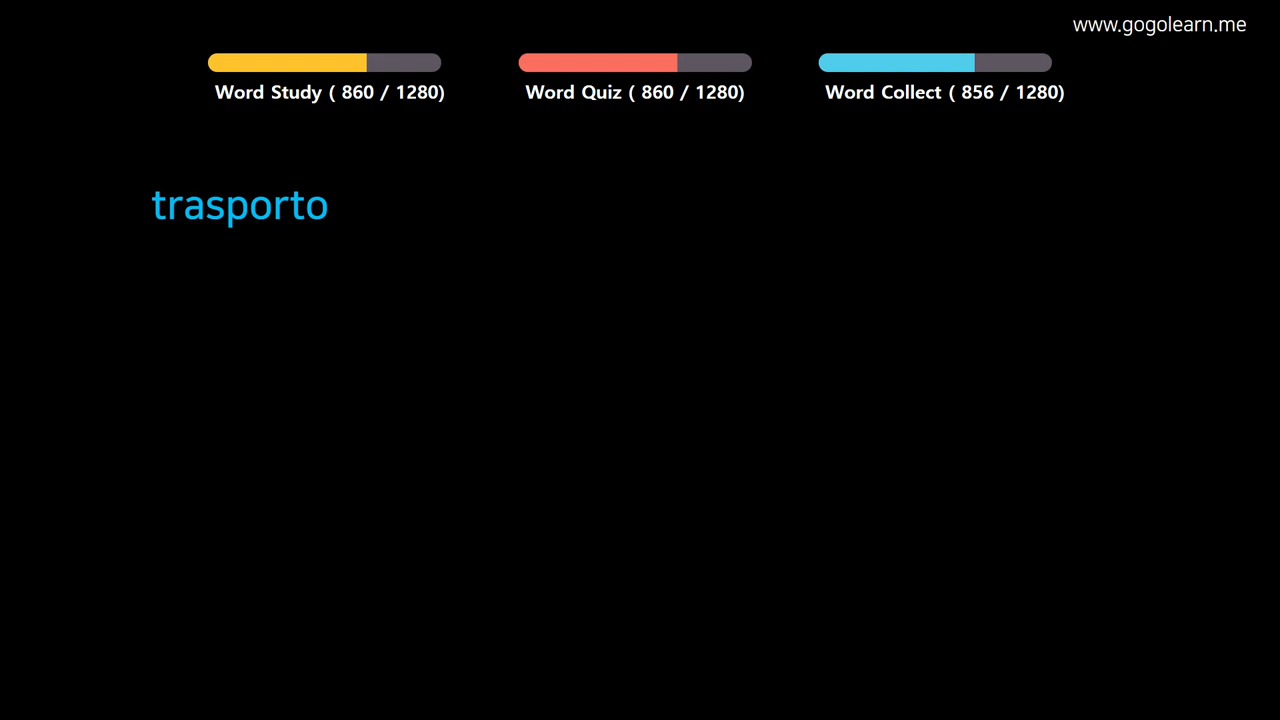 www.gogolearn.me
Word Study ( 860 / 1280)
Word Quiz ( 860 / 1280)
Word Collect ( 856 / 1280)
trasporto